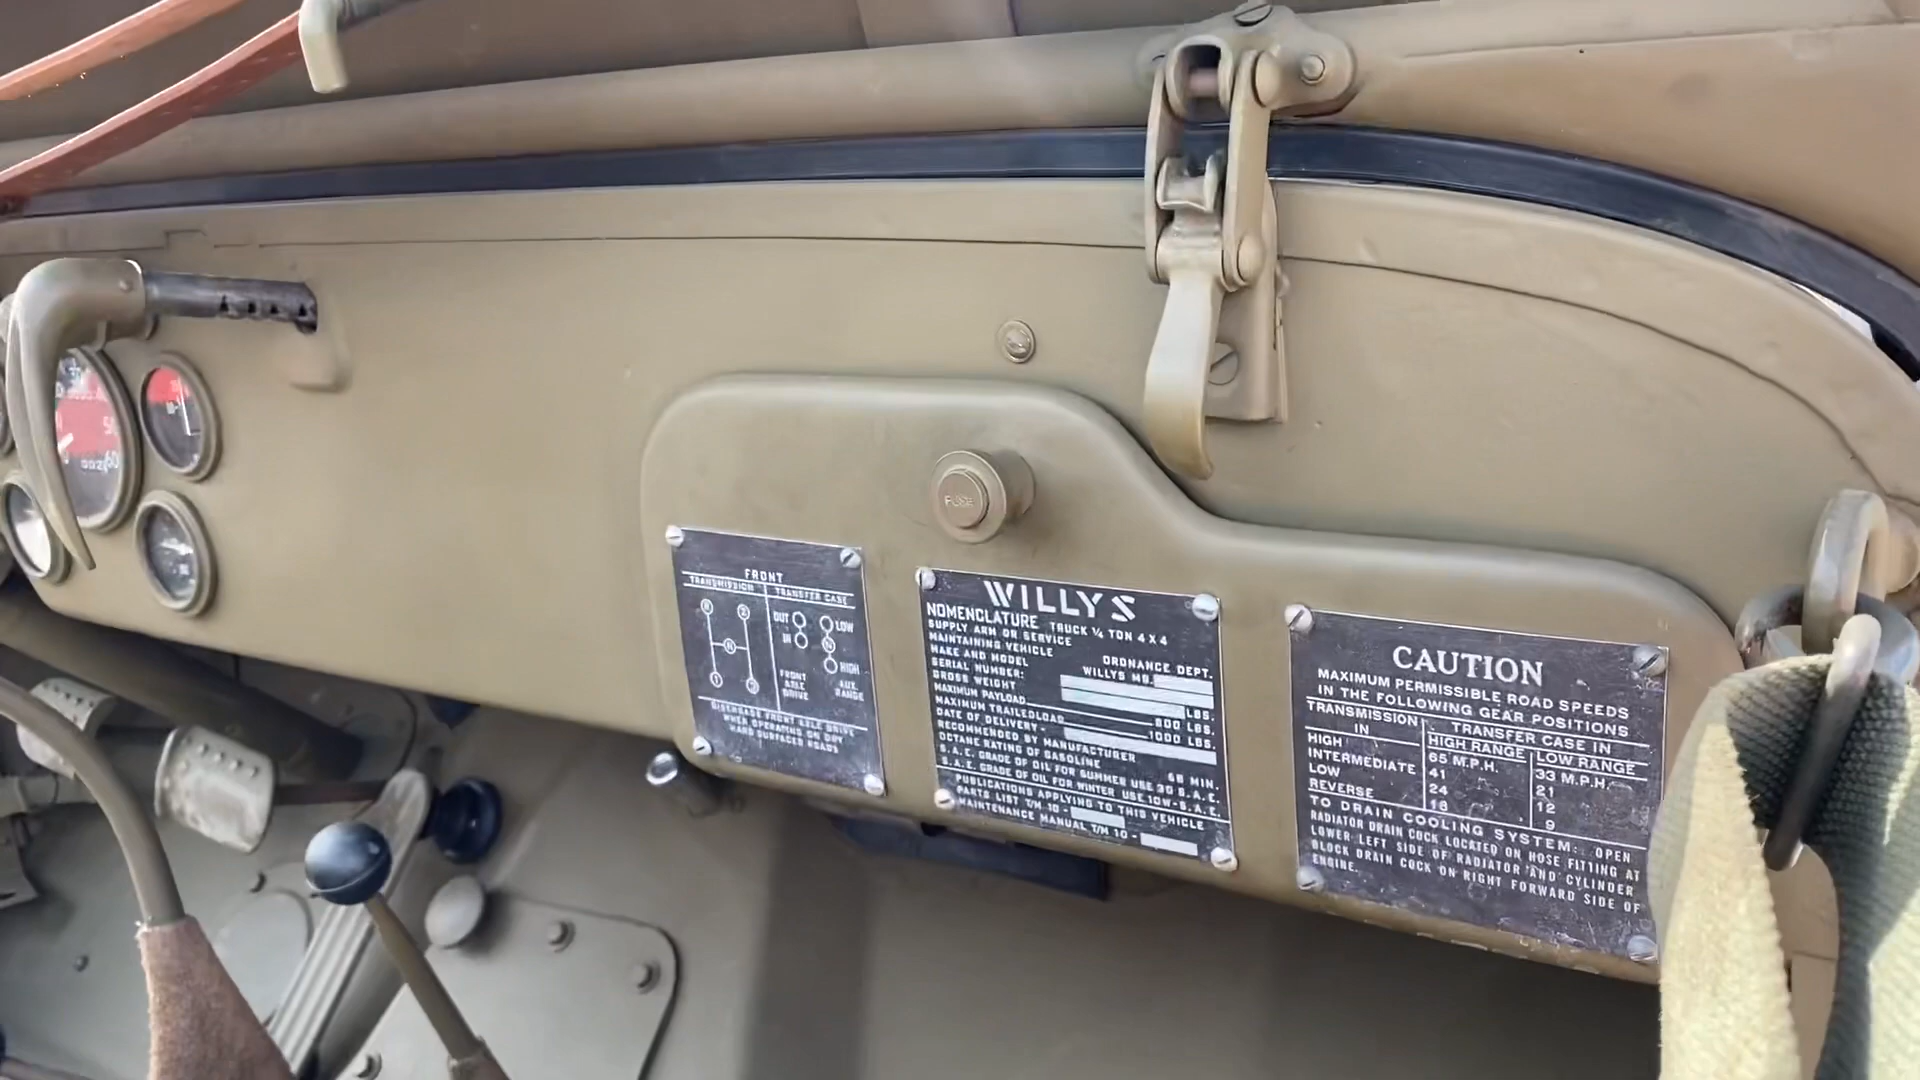 50
60
FUSE
FRONT
TRANSMISSION TRANSFER CASE
R 2
OUT LOW
IN N
R
HIGH
1 3
FRONT AXLE DRIVE
AUX. RANGE
DISENGAGE FRONT AXLE DRIVE
WHEN OPERATING ON DRY
HARD SURFACED ROADS
WILLYS
NOMENCLATURE TRUCK ¼ TON 4 X 4
SUPPLY ARM OR SERVICE
MAINTAINING VEHICLE ORDNANCE DEPT.
MAKE AND MODEL WILLYS MB.
SERIAL NUMBER:
GROSS WEIGHT LBS.
MAXIMUM PAYLOAD 800 LBS.
MAXIMUM TRAILEDLOAD 1000 LBS.
DATE OF DELIVERY-
RECOMMENDED BY MANUFACTURER
OCTANE RATING OF GASOLINE 68 MIN.
S.A.E. GRADE OF OIL FOR SUMMER USE 30 S.A.E.
S.A.E. GRADE OF OIL FOR WINTER USE 10W-S.A.E.
PUBLICATIONS APPLYING TO THIS VEHICLE
PARTS LIST T/M 10-
MAINTENANCE MANUAL T/M 10-
CAUTION
MAXIMUM PERMISSIBLE ROAD SPEEDS
IN THE FOLLOWING GEAR POSITIONS
TRANSMISSION IN TRANSFER CASE IN
HIGH RANGE LOW RANGE
HIGH 65 M.P.H. 33 M.P.H.
INTERMEDIATE 41 21
LOW 24 12
REVERSE 18 9
TO DRAIN COOLING SYSTEM: OPEN
RADIATOR DRAIN COCK LOCATED ON HOSE FITTING AT
LOWER LEFT SIDE OF RADIATOR AND CYLINDER
BLOCK DRAIN COCK ON RIGHT FORWARD SIDE OF
ENGINE.